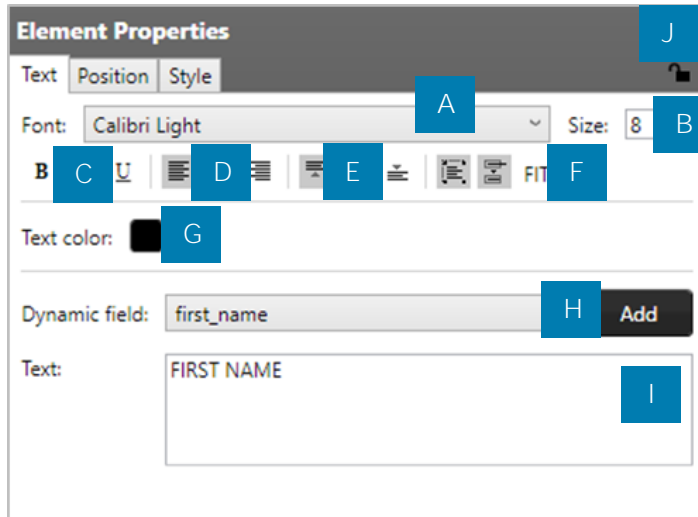 Element Properties
J
Text Position Style
A
Font: Calibri Light Size: 8 B
B C U D E FIT F
Text color: G
Dynamic field: first_name H Add
Text: FIRST NAME
I